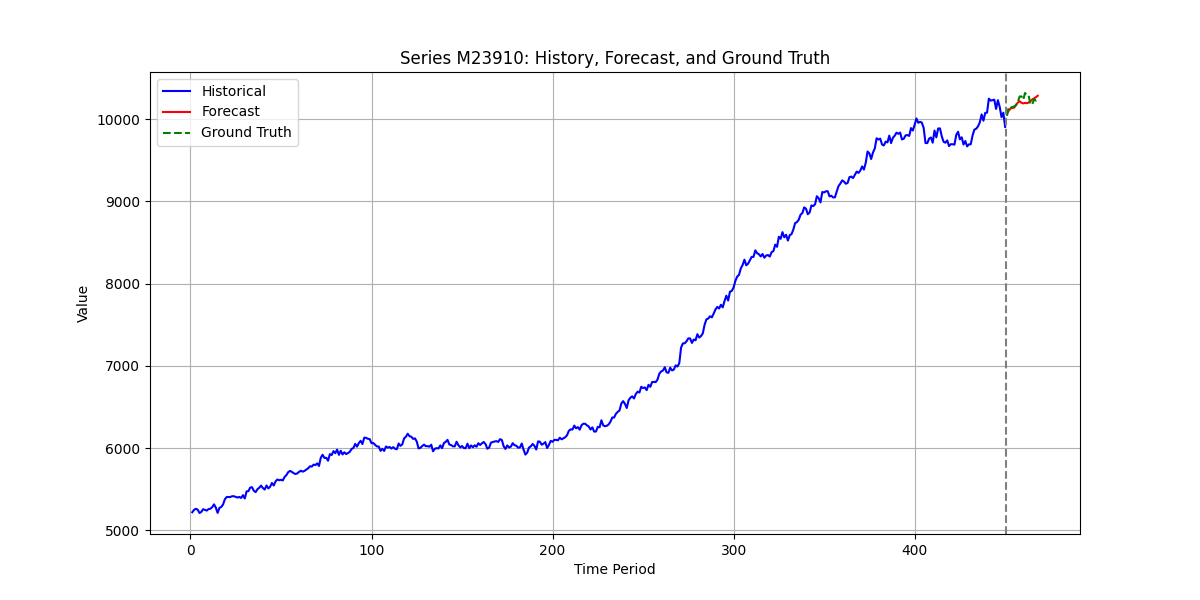 Series M23910: History, Forecast, and Ground Truth
Historical
Forecast
Ground Truth
10000
9000
8000
7000
6000
5000
Value
0
100
200
300
400
Time Period